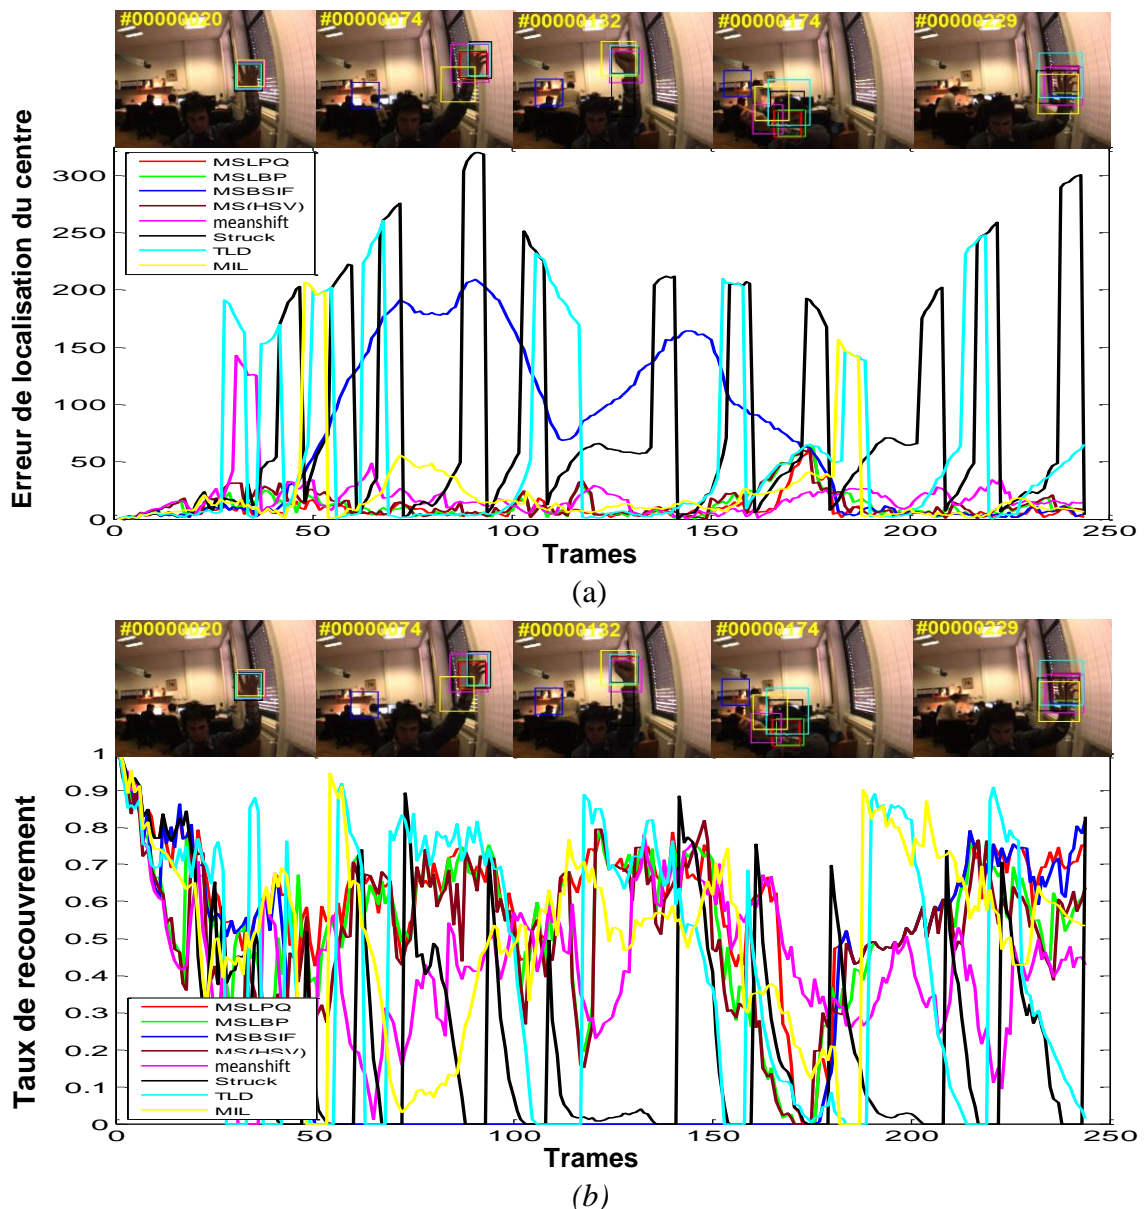 #00000020 #00000074 #00000132 #00000174 #00000229
MSLPQ
MSLBP
MSBSIF
MS(HSV)
meanshift
Struck
TLD
MIL
300
250
200
150
100
50
0
0 50 100 150 200 250
Erreur de localisation du centre
Trames
(a)
#00000020 #00000074 #00000132 #00000174 #00000229
1
0.9
0.8
0.7
0.6
0.5
0.4
0.3
0.2
0.1
0
MSLPQ
MSLBP
MSBSIF
MS(HSV)
meanshift
Struck
TLD
MIL
0 50 100 150 200 250
Taux de recouvrement
Trames
(b)